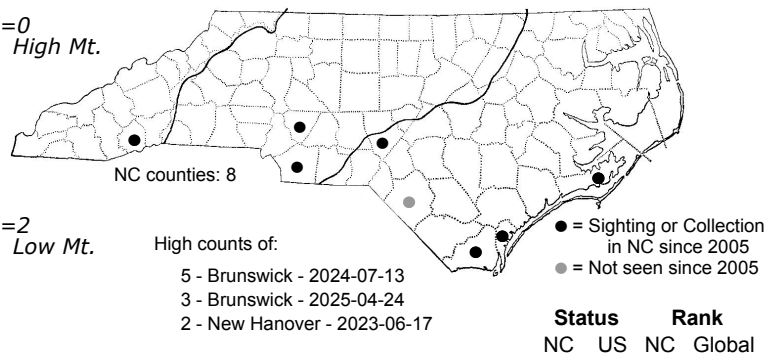 =0
High Mt.
NC counties: 8
=2
Low Mt.
High counts of:
5 - Brunswick - 2024-07-13
3 - Brunswick - 2025-04-24
2 - New Hanover - 2023-06-17
= Sighting or Collection
in NC since 2005
= Not seen since 2005
Status Rank
NC US NC Global